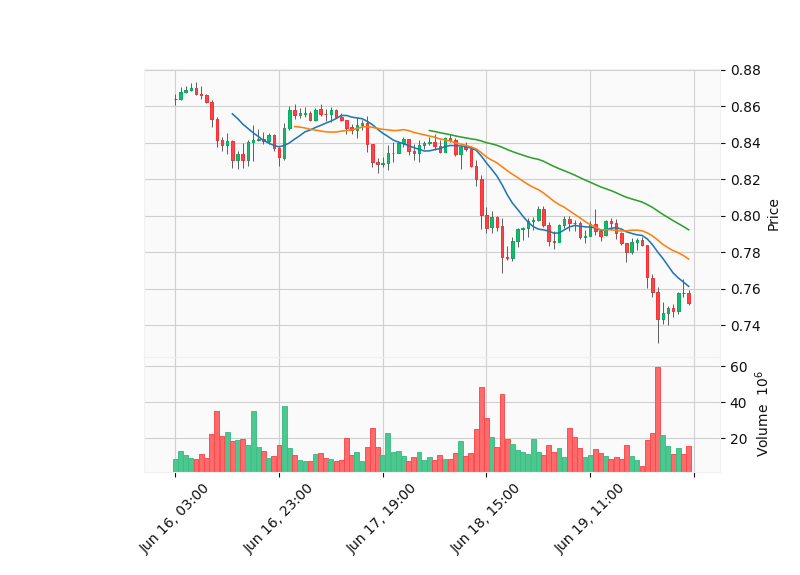 0.88
0.86
0.84
0.82
0.80
0.78
0.76
0.74
Price
60
40
20
Volume 10^6
Jun 16, 03:00
Jun 16, 23:00
Jun 17, 19:00
Jun 18, 15:00
Jun 19, 11:00